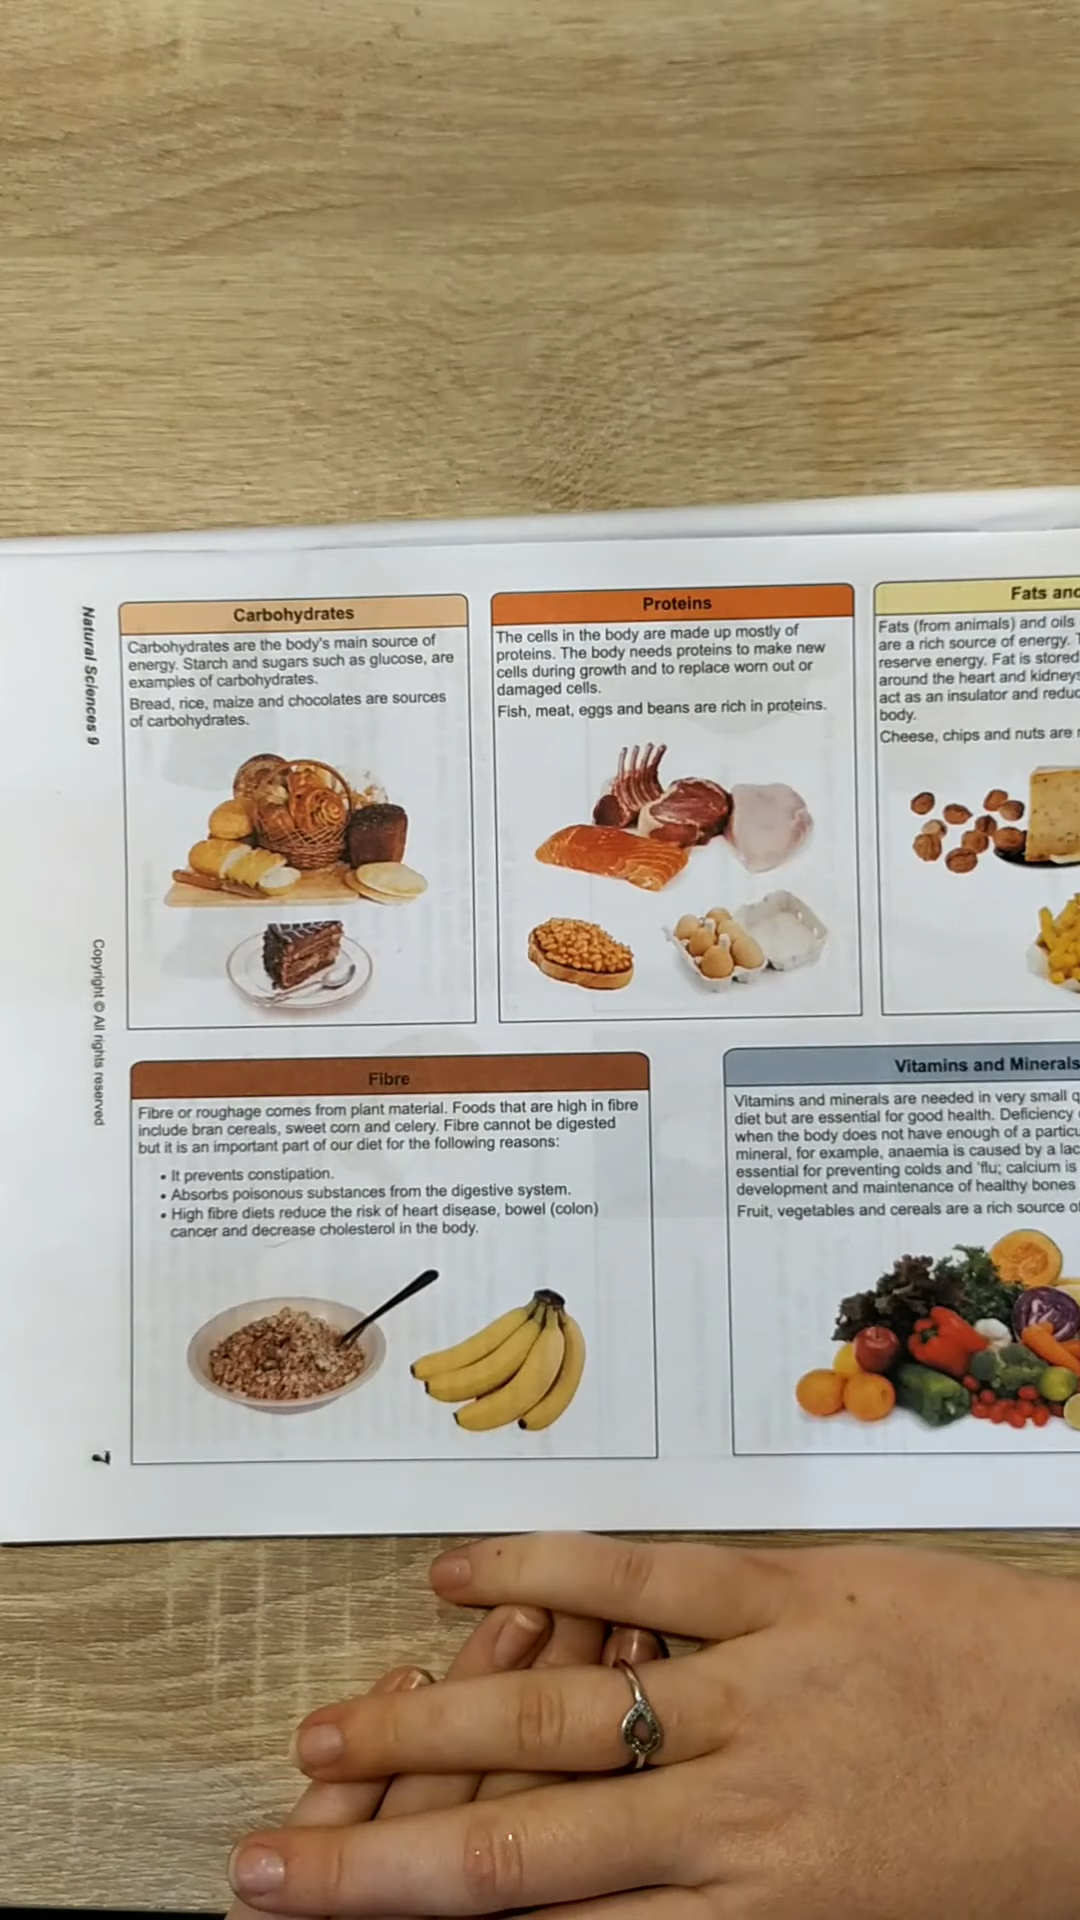 Natural Sciences 9
Copyright © All rights reserved
7
Carbohydrates
Carbohydrates are the body's main source of
energy. Starch and sugars such as glucose, are
examples of carbohydrates.
Bread, rice, maize and chocolates are sources
of carbohydrates.
Proteins
The cells in the body are made up mostly of
proteins. The body needs proteins to make new
cells during growth and to replace worn out or
damaged cells.
Fish, meat, eggs and beans are rich in proteins.
Fats
Fats (from animals) and oils
are a rich source of energy.
reserve energy. Fat is stored
around the heart and kidneys
act as an insulator and
body.
Cheese, chips and nuts are
Fibre
Fibre or roughage comes from plant material. Foods that are high in fibre
include bran cereals, sweet corn and celery. Fibre cannot be digested
but it is an important part of our diet for the following reasons:
• It prevents constipation.
• Absorbs poisonous substances from the digestive system.
• High fibre diets reduce the risk of heart disease, bowel (colon)
cancer and decrease cholesterol in the body.
Vitamins and Minerals
Vitamins and minerals are needed in very small
diet but are essential for good health. Deficiency
when the body does not have enough of a
mineral, for example, anaemia is caused by a
essential for preventing colds and 'flu; calcium is
development and maintenance of healthy bones
Fruit, vegetables and cereals are a rich source